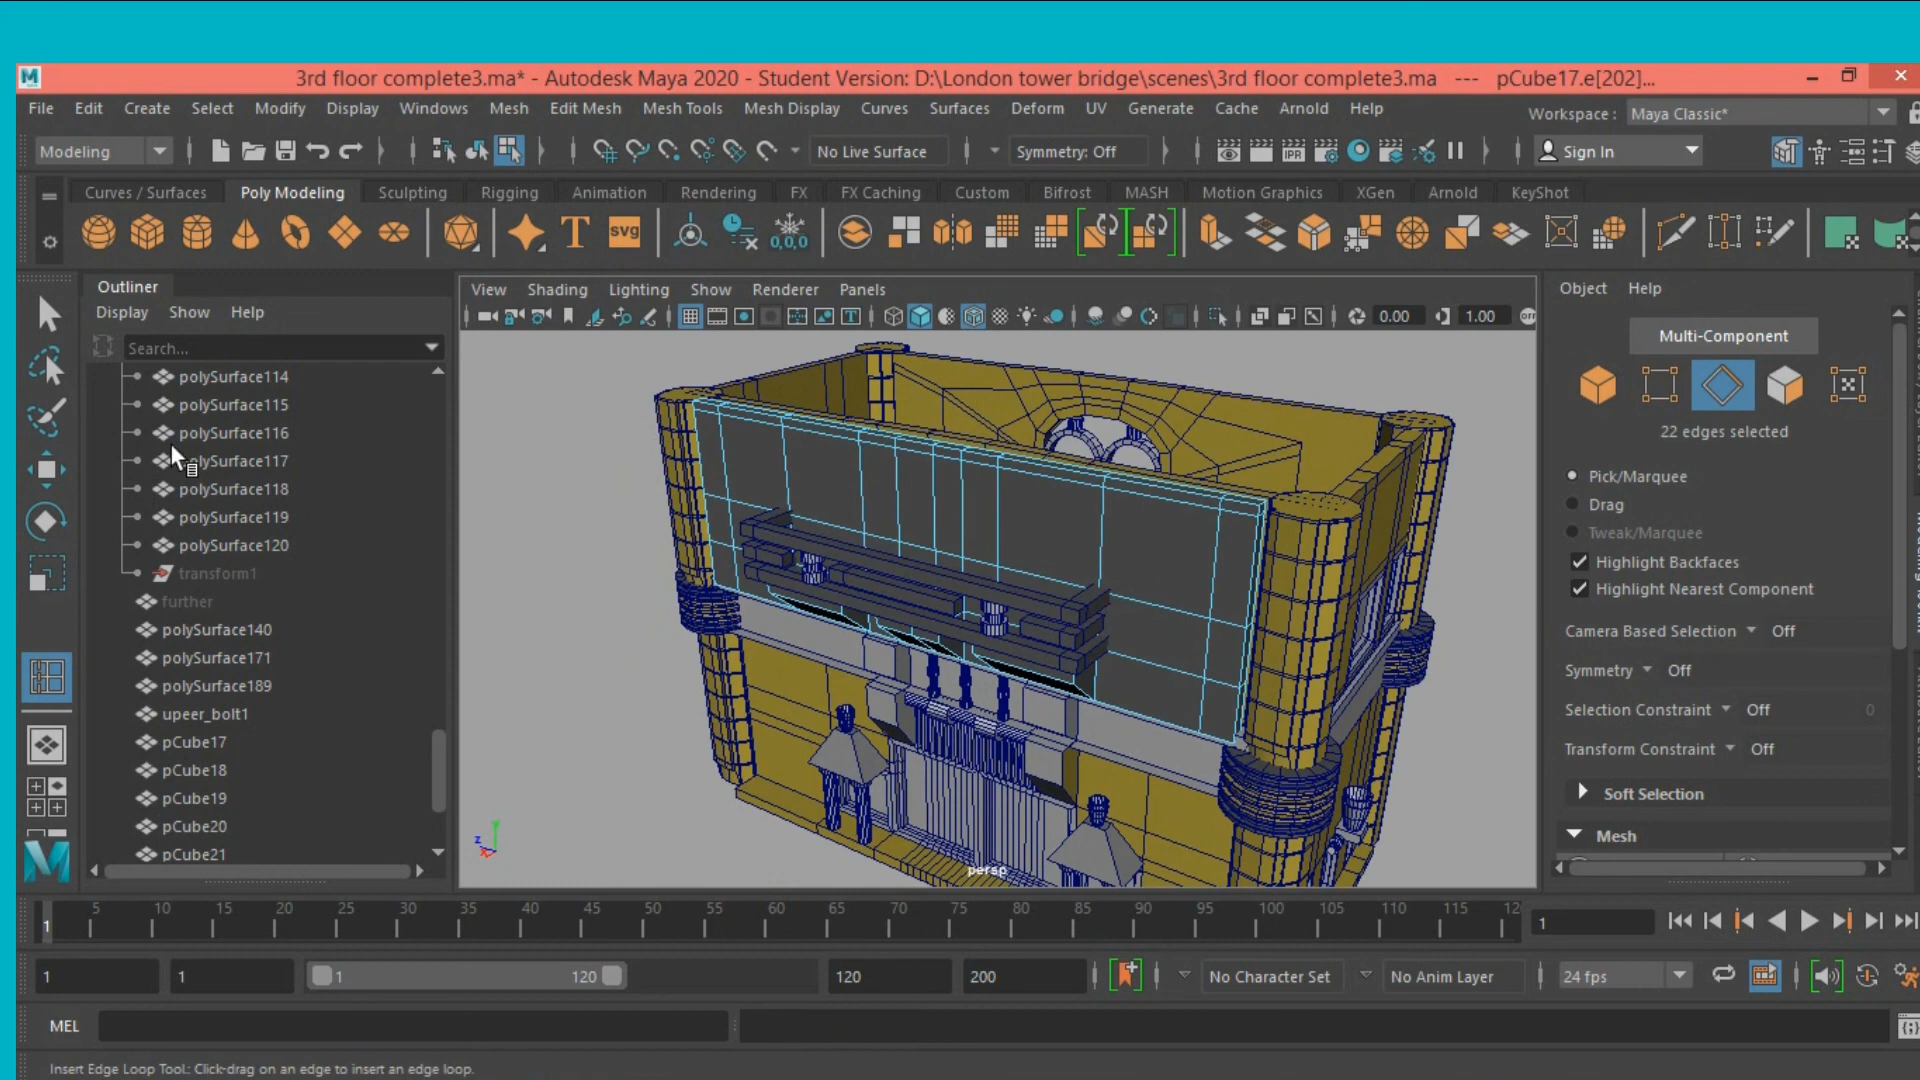 3rd floor complete3.ma* - Autodesk Maya 2020 - Student Version: D:\London tower bridge\scenes\3rd floor complete3.ma --- pCube17.e[202]...
File Edit Create Select Modify Display Windows Mesh Edit Mesh Mesh Tools Mesh Display Curves Surfaces Deform UV Generate Cache Arnold Help
Workspace : Maya Classic*
Modeling No Live Surface Symmetry: Off IPR Sign In
Curves / Surfaces Poly Modeling Sculpting Rigging Animation Rendering FX FX Caching Custom Bifrost MASH Motion Graphics XGen Arnold KeyShot
T SVG 0,0,0
Outliner
Display Show Help
Search...
polySurface114
polySurface115
polySurface116
polySurface117
polySurface118
polySurface119
polySurface120
transform1
further
polySurface140
polySurface171
polySurface189
upeer_bolt1
pCube17
pCube18
pCube19
pCube20
pCube21
View Shading Lighting Show Renderer Panels
0.00 1.00
z
persp
Object Help
Multi-Component
22 edges selected
Pick/Marquee
Drag
Tweak/Marquee
Highlight Backfaces
Highlight Nearest Component
Camera Based Selection Off
Symmetry Off
Selection Constraint Off 0
Transform Constraint Off
Soft Selection
Mesh
1 5 10 15 20 25 30 35 40 45 50 55 60 65 70 75 80 85 90 95 100 105 110 115 12 1
1 1 1 120 120 200 No Character Set No Anim Layer 24 fps
MEL
Insert Edge Loop Tool: Click-drag on an edge to insert an edge loop.